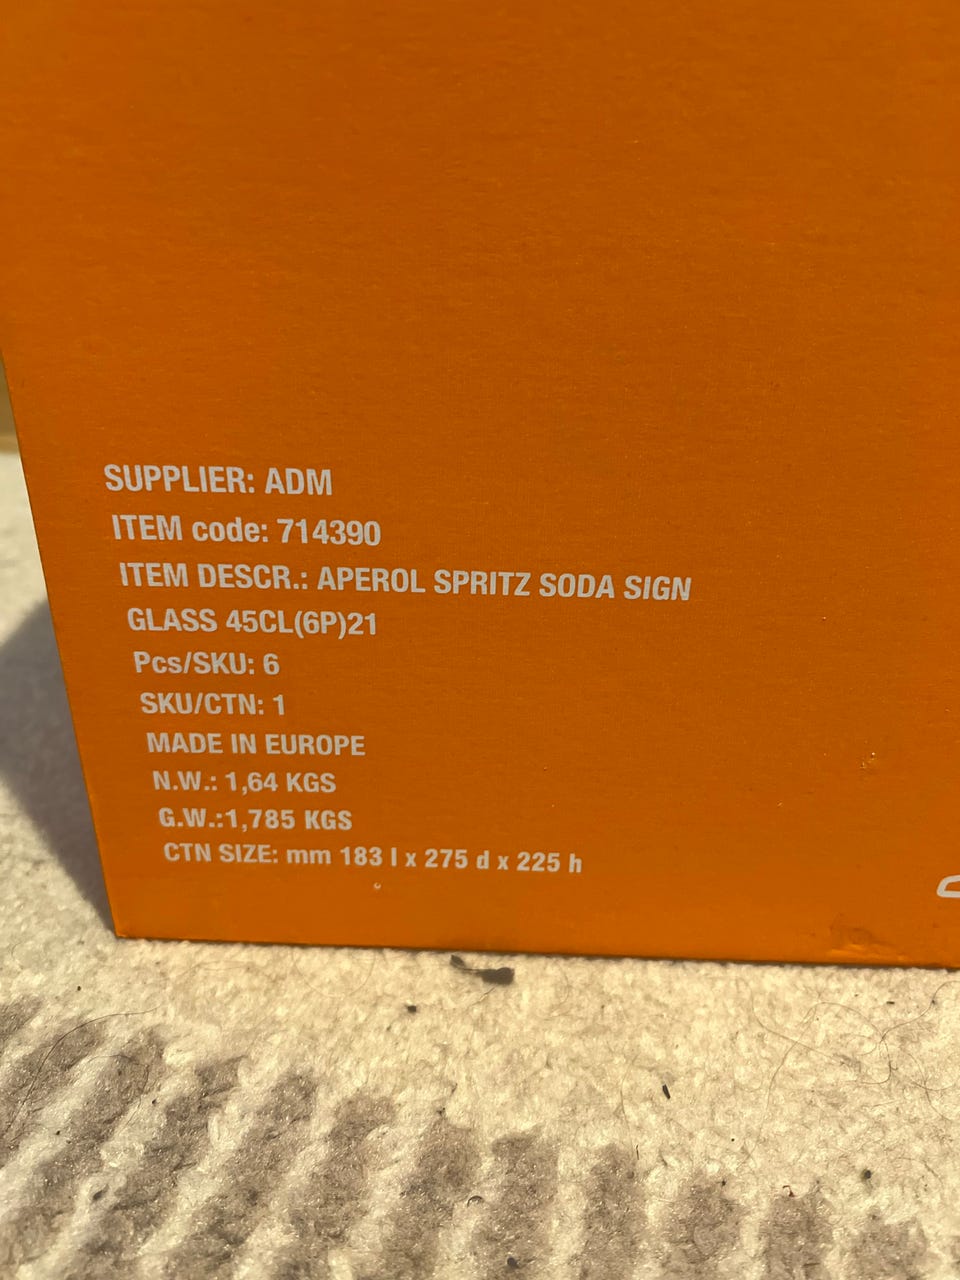 SUPPLIER: ADM
ITEM code: 714390
ITEM DESCR.: APEROL SPRITZ SODA SIGN
GLASS 45CL(6P)21
Pcs/SKU: 6
SKU/CTN: 1
MADE IN EUROPE
N.W.: 1,64 KGS
G.W.:1,785 KGS
CTN SIZE: mm 183 l x 275 d x 225 h